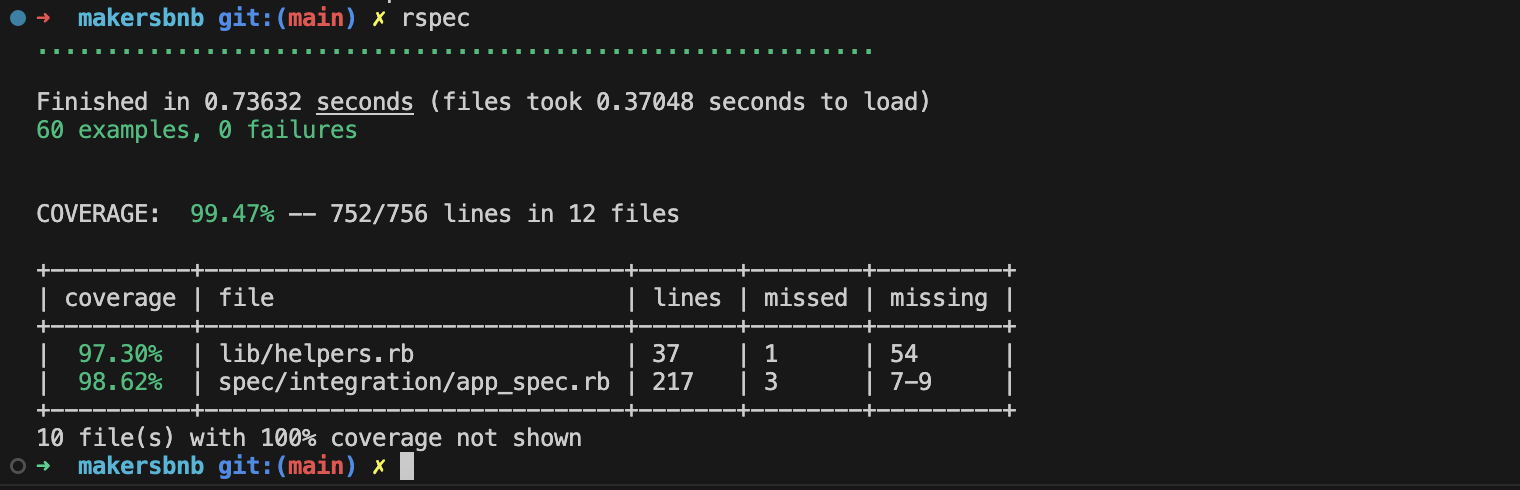 ➜  makersbnb git:(main) ✗ rspec
............................................................

Finished in 0.73632 seconds (files took 0.37048 seconds to load)
60 examples, 0 failures


COVERAGE:  99.47% -- 752/756 lines in 12 files

+----------+------------------------------+-------+--------+---------+
| coverage | file                         | lines | missed | missing |
+----------+------------------------------+-------+--------+---------+
|  97.30%  | lib/helpers.rb               | 37    | 1      | 54      |
|  98.62%  | spec/integration/app_spec.rb | 217   | 3      | 7-9     |
+----------+------------------------------+-------+--------+---------+
10 file(s) with 100% coverage not shown
➜  makersbnb git:(main) ✗